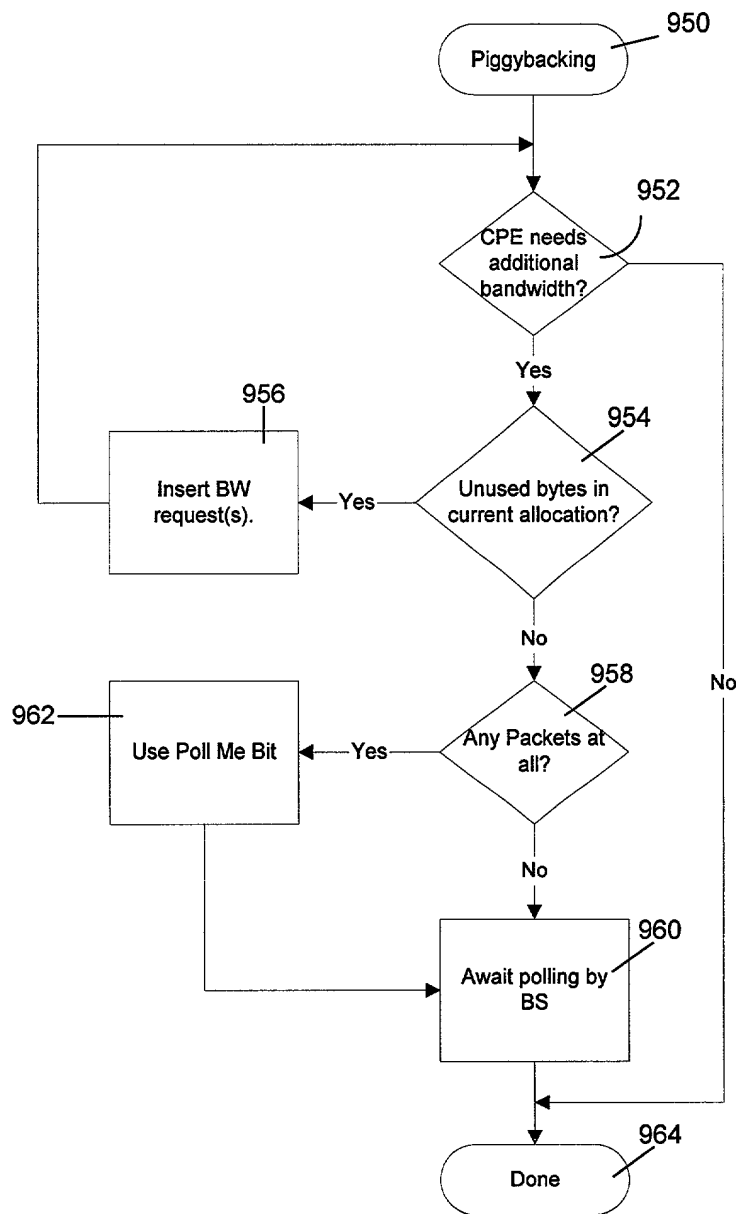 950
Piggybacking
952
CPE needs
additional
bandwidth?
Yes
956
954
Insert BW
request(s).
Yes
Unused bytes in
current allocation?
No
958
No
962
Use Poll Me Bit
Yes
Any Packets at
all?
No
960
Await polling by
BS
964
Done